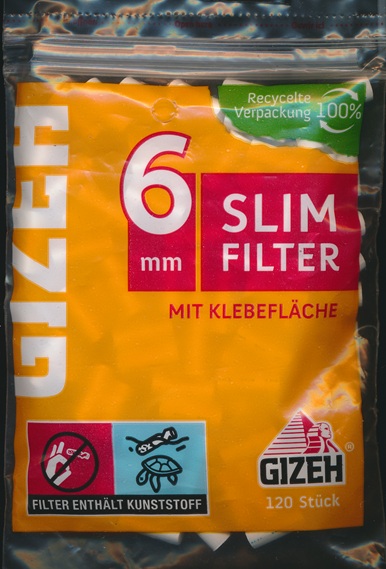 Recycelte
Verpackung 100%
GIZEH
6
mm
SLIM
FILTER
MIT KLEBEFLÄCHE
FILTER ENTHÄLT KUNSTSTOFF
GIZEH®
120 Stück